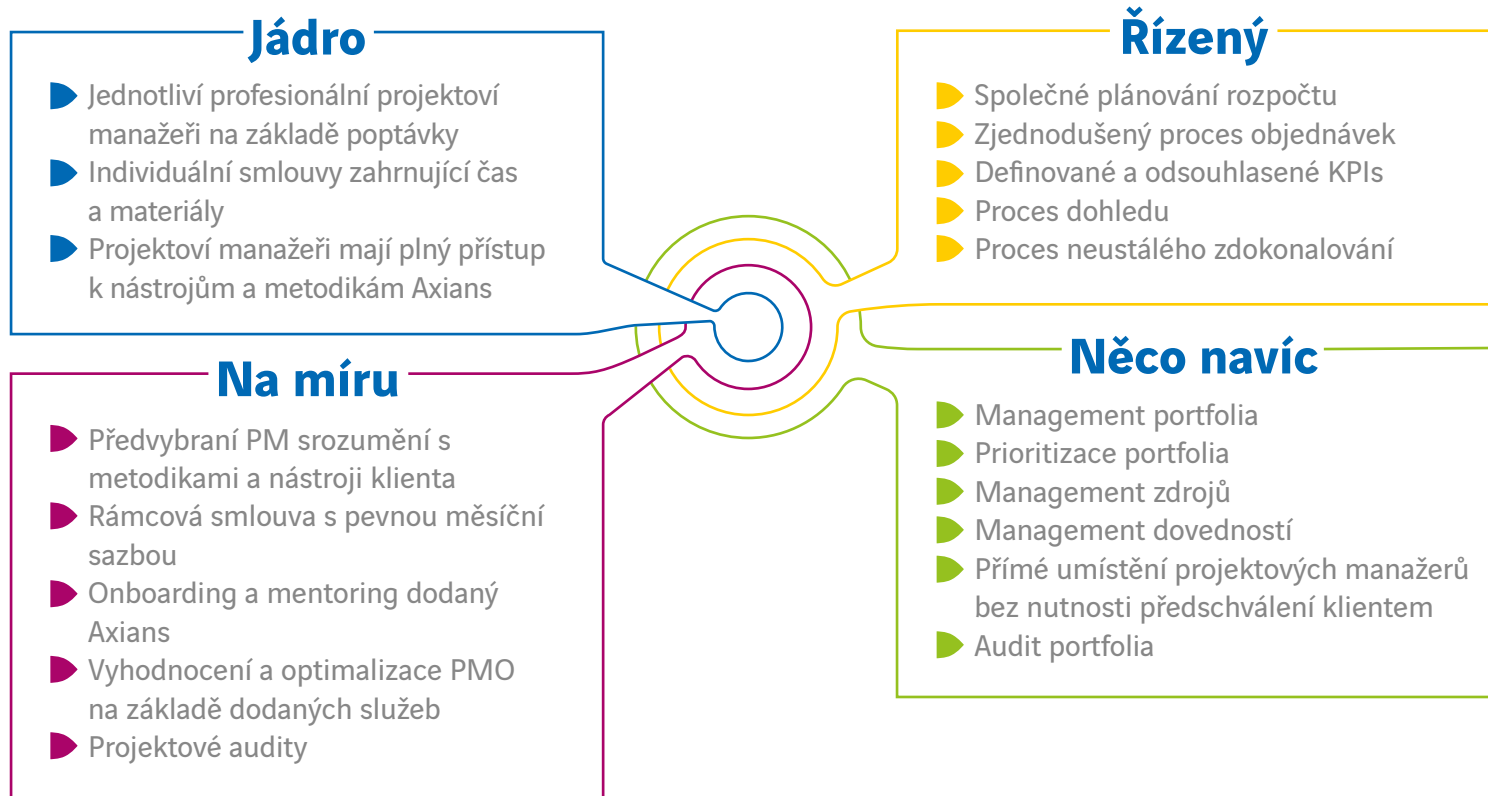 Jádro
Jednotliví profesionální projektoví
manažeři na základě poptávky
Individuální smlouvy zahrnující čas
a materiály
Projektoví manažeři mají plný přístup
k nástrojům a metodikám Axians
Na míru
Předvybraní PM srozumění s
metodikami a nástroji klienta
Rámcová smlouva s pevnou měsíční
sazbou
Onboarding a mentoring dodaný
Axians
Vyhodnocení a optimalizace PMO
na základě dodaných služeb
Projektové audity
Řízený
Společné plánování rozpočtu
Zjednodušený proces objednávek
Definované a odsouhlasené KPIs
Proces dohledu
Proces neustálého zdokonalování
Něco navíc
Management portfolia
Prioritizace portfolia
Management zdrojů
Management dovedností
Přímé umístění projektových manažerů
bez nutnosti předschválení klientem
Audit portfolia